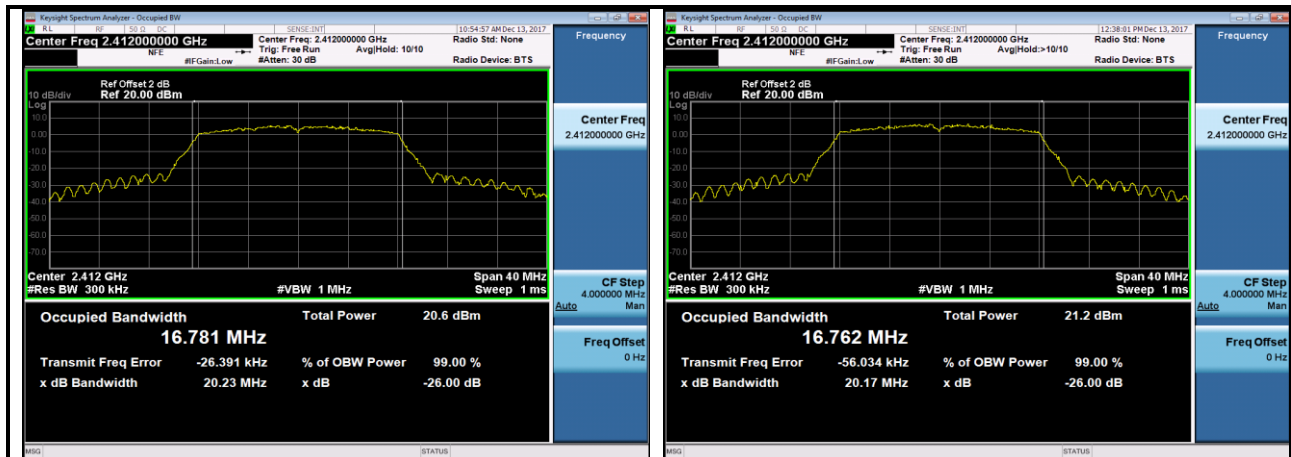 Keysight Spectrum Analyzer - Occupied BW
RL RF 50 Ω DC SENSE:INT 10:54:57 AM Dec 13, 2017
Center Freq 2.412000000 GHz
Center Freq: 2.412000000 GHz
Radio Std: None
NFE
Trig: Free Run Avg|Hold: 10/10
#IFGain:Low
#Atten: 30 dB
Radio Device: BTS
Frequency
Ref Offset 2 dB
10 dB/div Ref 20.00 dBm
Log
10.0
0.00
-10.0
-20.0
-30.0
-40.0
-50.0
-60.0
-70.0
Center Freq
2.412000000 GHz
Center 2.412 GHz
Span 40 MHz
#Res BW 300 kHz
#VBW 1 MHz
Sweep 1 ms
CF Step
4.000000 MHz
Auto Man
Occupied Bandwidth
Total Power 20.6 dBm
16.781 MHz
Transmit Freq Error -26.391 kHz % of OBW Power 99.00 %
x dB Bandwidth 20.23 MHz x dB -26.00 dB
Freq Offset
0 Hz
MSG STATUS
Keysight Spectrum Analyzer - Occupied BW
RL RF 50 Ω DC SENSE:INT 12:38:01 PM Dec 13, 2017
Center Freq 2.412000000 GHz
Center Freq: 2.412000000 GHz
Radio Std: None
NFE
Trig: Free Run Avg|Hold:>10/10
#IFGain:Low
#Atten: 30 dB
Radio Device: BTS
Frequency
Ref Offset 2 dB
10 dB/div Ref 20.00 dBm
Log
10.0
0.00
-10.0
-20.0
-30.0
-40.0
-50.0
-60.0
-70.0
Center Freq
2.412000000 GHz
Center 2.412 GHz
Span 40 MHz
#Res BW 300 kHz
#VBW 1 MHz
Sweep 1 ms
CF Step
4.000000 MHz
Auto Man
Occupied Bandwidth
Total Power 21.2 dBm
16.762 MHz
Transmit Freq Error -56.034 kHz % of OBW Power 99.00 %
x dB Bandwidth 20.17 MHz x dB -26.00 dB
Freq Offset
0 Hz
MSG STATUS